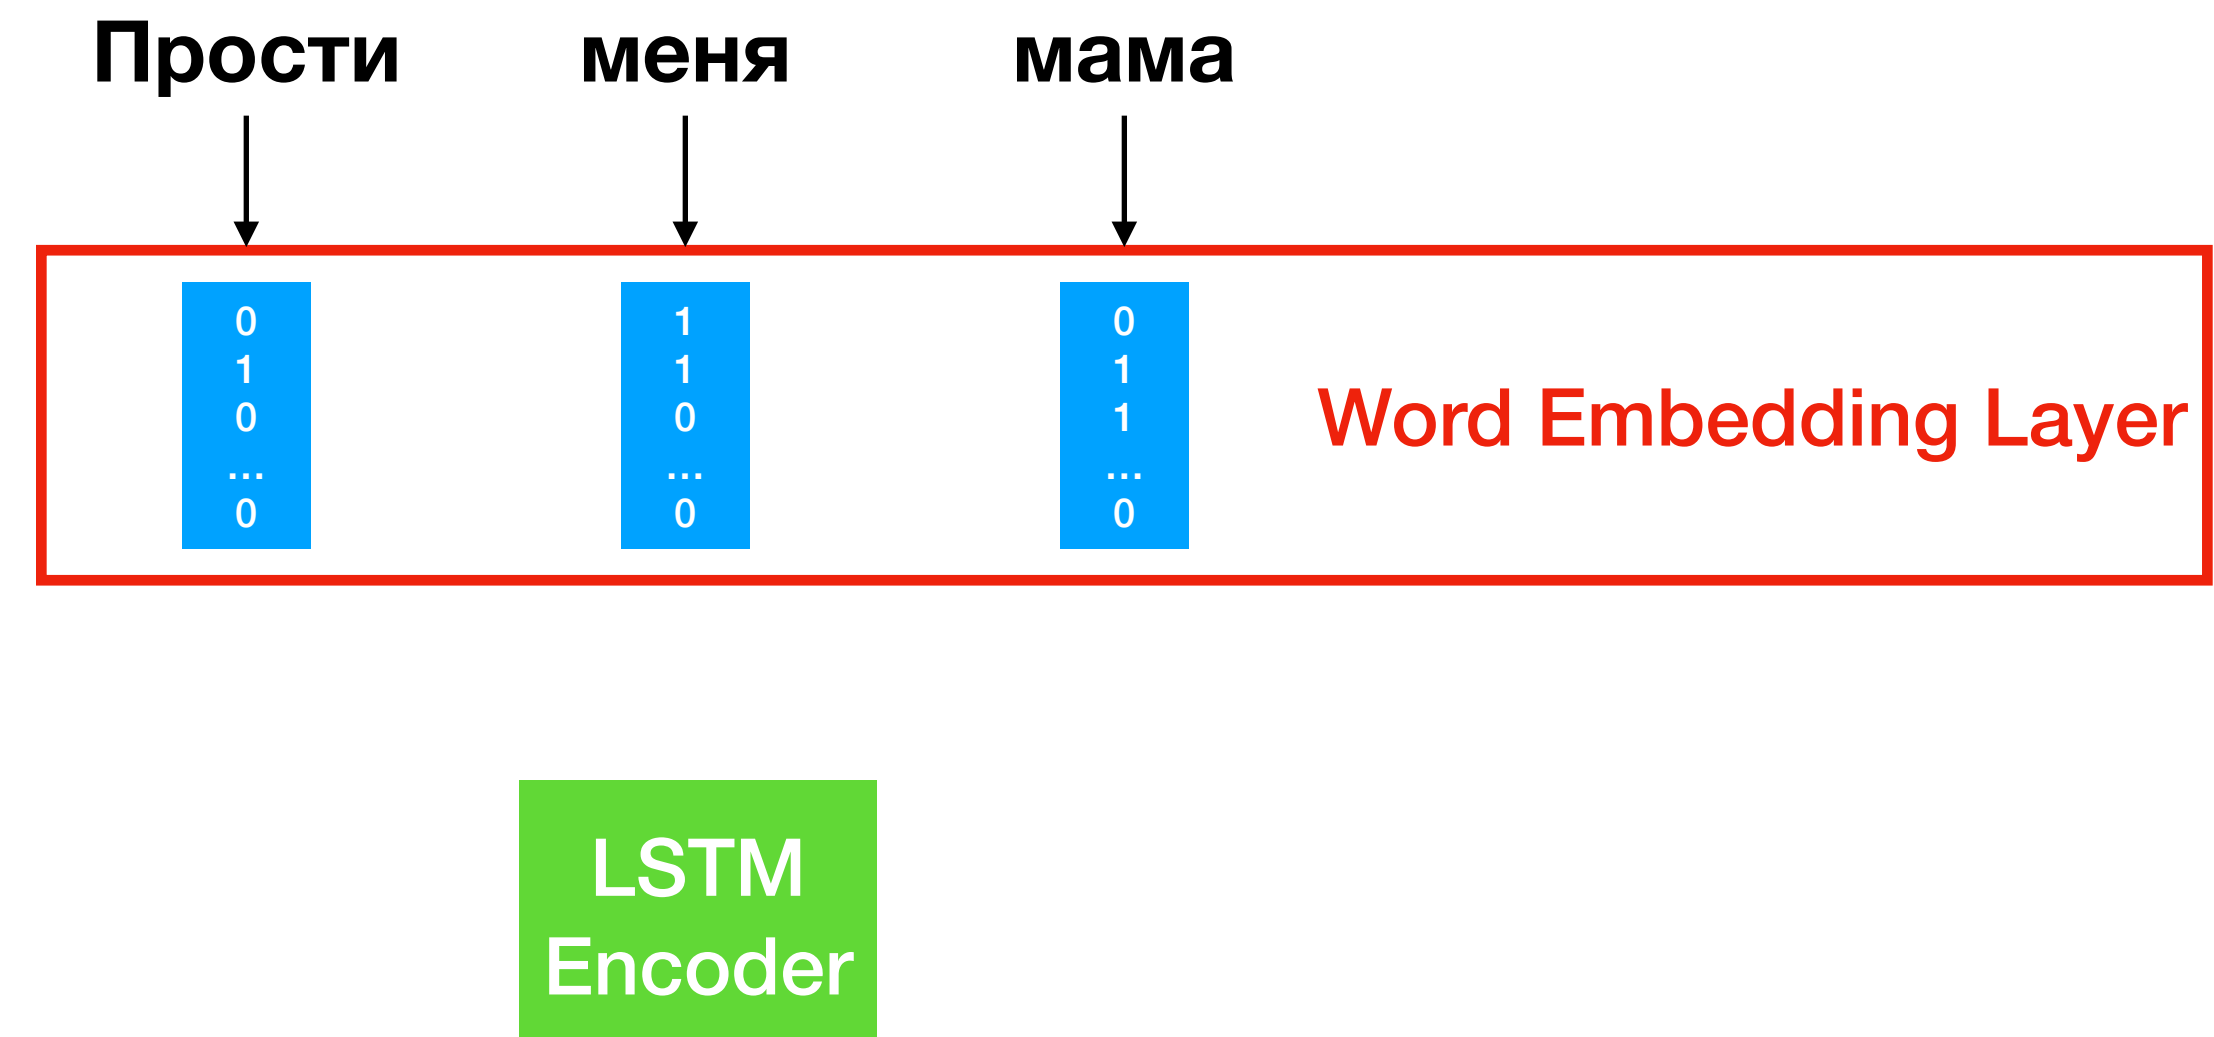 Прости меня мама
0 1 0
1 1 1
0 0 1
... ... ...
0 0 0
Word Embedding Layer
LSTM
Encoder